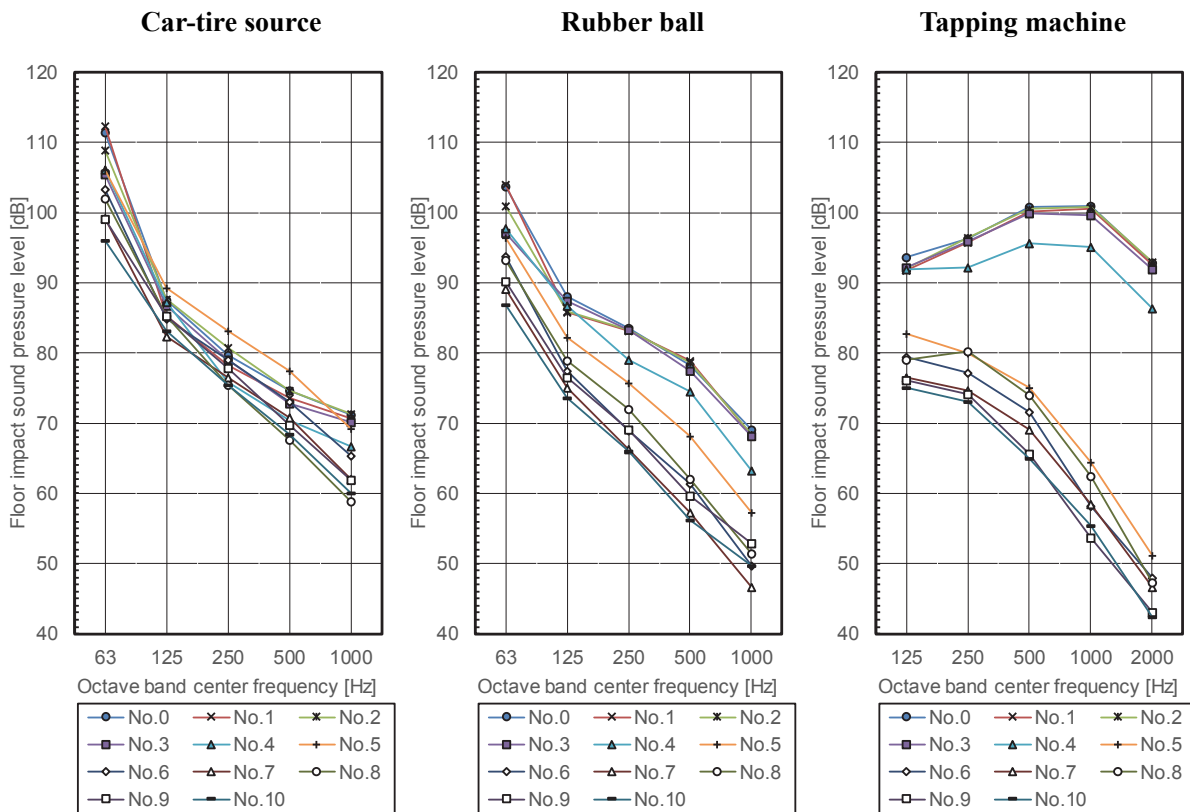 Car-tire source
Rubber ball
Tapping machine
Floor impact sound pressure level [dB]
120
110
100
90
80
70
60
50
40
63 125 250 500 1000
Octave band center frequency [Hz]
No.0 No.1 No.2
No.3 No.4 No.5
No.6 No.7 No.8
No.9 No.10
Floor impact sound pressure level [dB]
120
110
100
90
80
70
60
50
40
63 125 250 500 1000
Octave band center frequency [Hz]
No.0 No.1 No.2
No.3 No.4 No.5
No.6 No.7 No.8
No.9 No.10
Floor impact sound pressure level [dB]
120
110
100
90
80
70
60
50
40
125 250 500 1000 2000
Octave band center frequency [Hz]
No.0 No.1 No.2
No.3 No.4 No.5
No.6 No.7 No.8
No.9 No.10